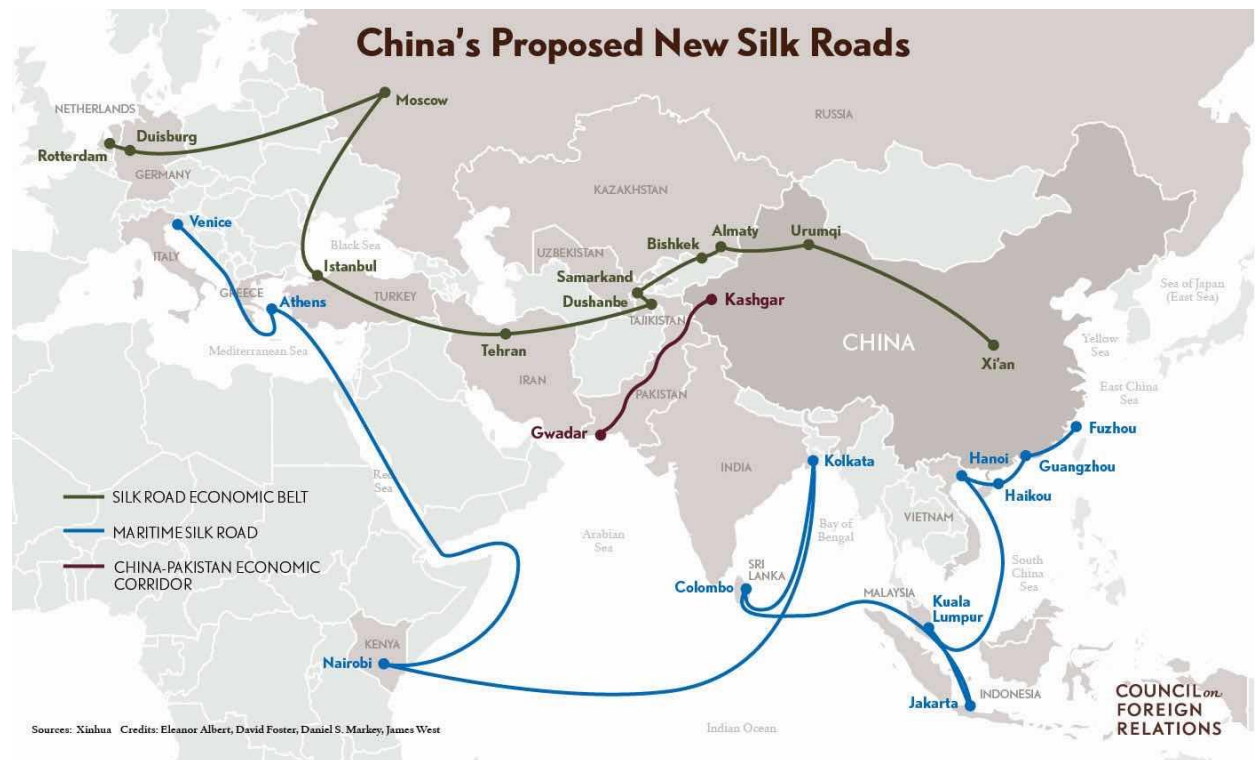 China's Proposed New Silk Roads
NETHERLANDS
Moscow
RUSSIA
Duisburg
Rotterdam
GERMANY
KAZAKHSTAN
Venice
Black Sea
Almaty
Urumqi
Bishkek
ITALY
UZBEKISTAN
Istanbul
Samarkand
Sea of Japan
(East Sea)
GREECE
Athens
TURKEY
Dushanbe
Kashgar
TAJIKISTAN
Mediterranean Sea
Tehran
CHINA
Yellow
Sea
Xi'an
IRAN
PAKISTAN
East China
Sea
Gwadar
Fuzhou
Kolkata
Hanoi
Guangzhou
INDIA
Haikou
Red
Sea
SILK ROAD ECONOMIC BELT
MARITIME SILK ROAD
CHINA-PAKISTAN ECONOMIC
CORRIDOR
Arabian
Sea
Bay of
Bengal
VIETNAM
SRI
LANKA
South
China
Sea
Colombo
MALAYSIA
Kuala
Lumpur
KENYA
Nairobi
Jakarta
INDONESIA
Indian Ocean
COUNCIL on
FOREIGN
RELATIONS
Sources: Xinhua Credits: Eleanor Albert, David Foster, Daniel S. Markey, James West